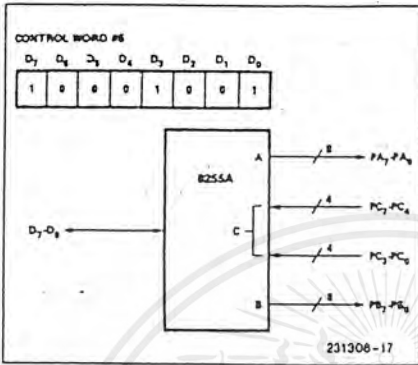 CONTROL WORD #6
D7 D6 D5 D4 D3 D2 D1 D0
1 0 0 0 1 0 0 1
8255A
A
8
PA7-PA0
4
PC7-PC4
D7-D0
C
4
PC3-PC0
B
8
PB7-PB0
231308-17